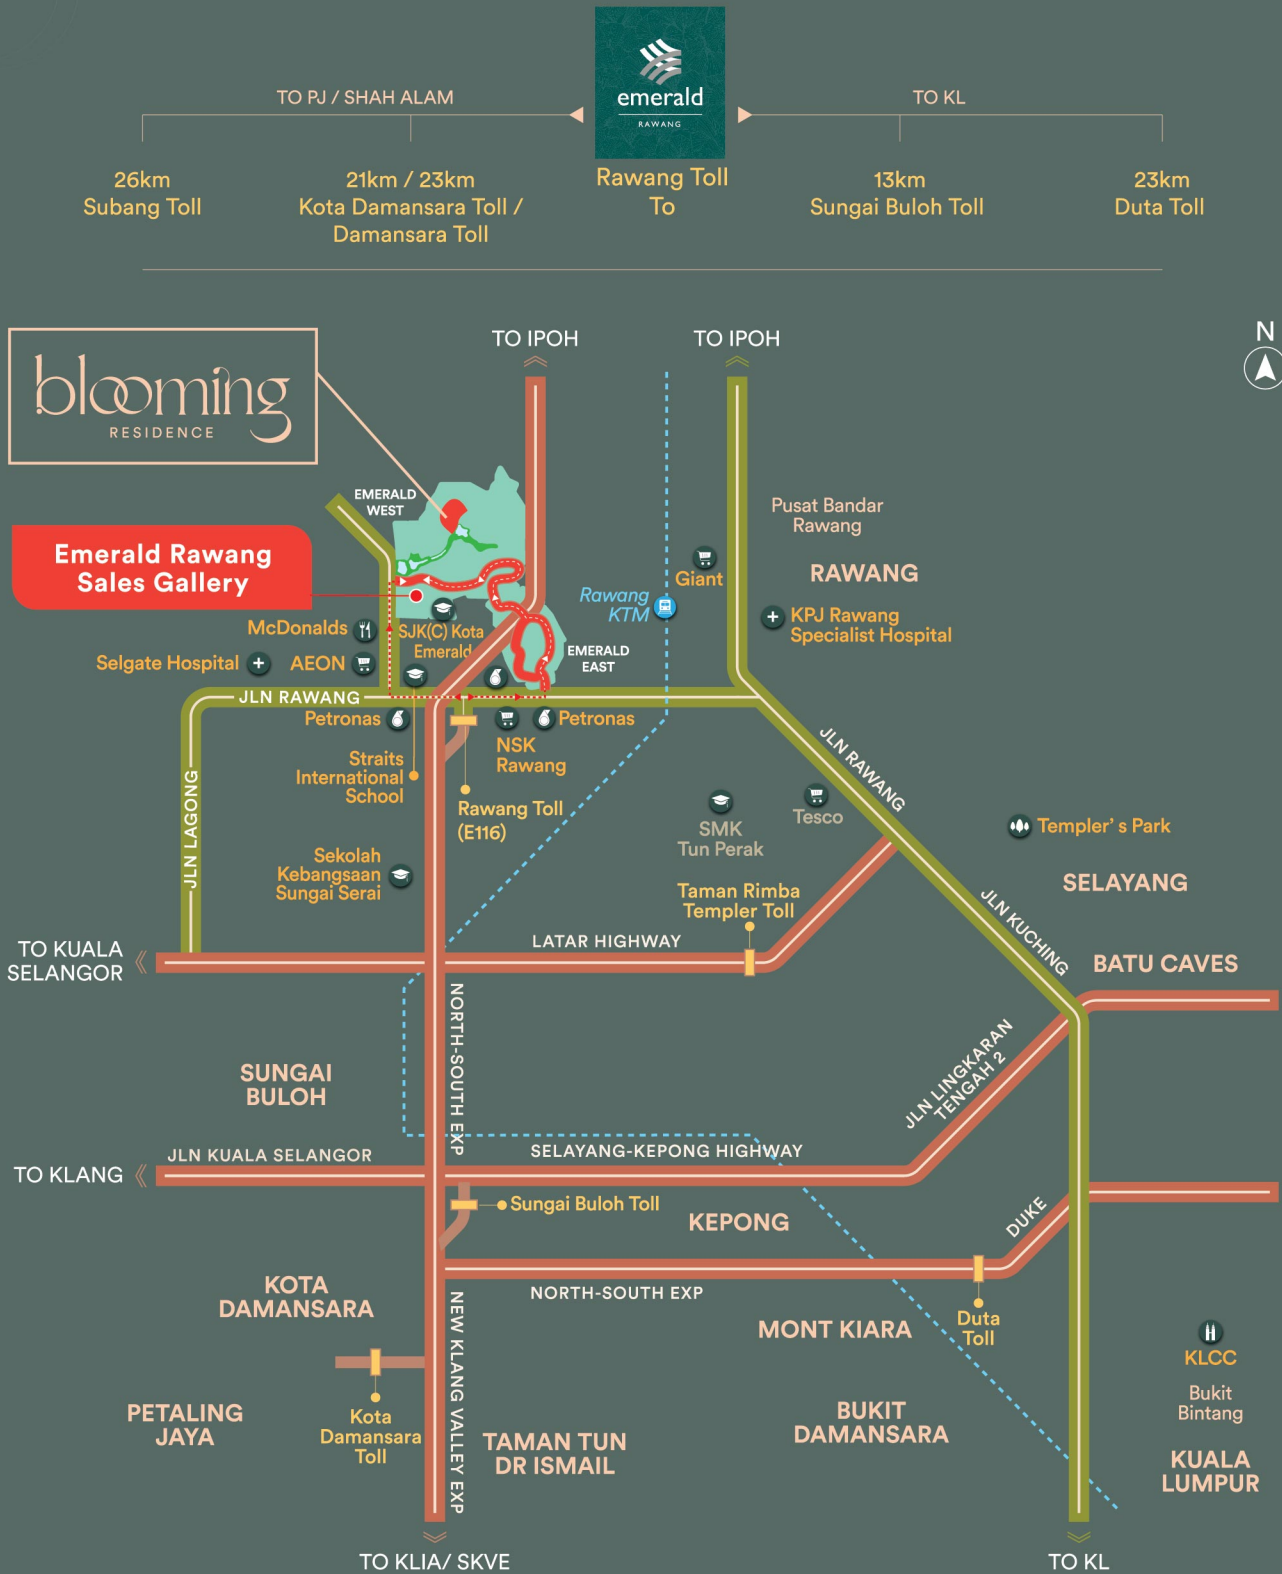 emerald
RAWANG
TO PJ / SHAH ALAM
TO KL
26km
Subang Toll
21km / 23km
Kota Damansara Toll /
Damansara Toll
Rawang Toll
To
13km
Sungai Buloh Toll
23km
Duta Toll
blooming
RESIDENCE
TO IPOH
TO IPOH
N
EMERALD
WEST
Emerald Rawang
Sales Gallery
Pusat Bandar
Rawang
RAWANG
Giant
Rawang
KTM
KPJ Rawang
Specialist Hospital
McDonalds
SJK(C) Kota
Emerald
EMERALD
EAST
Selgate Hospital
AEON
JLN RAWANG
Petronas
Petronas
NSK
Rawang
Straits
International
School
Rawang Toll
(E116)
JLN LAGONG
JLN RAWANG
Tesco
SMK
Tun Perak
Templer's Park
Sekolah
Kebangsaan
Sungai Serai
Taman Rimba
Templer Toll
SELAYANG
JLN KUCHING
TO KUALA
SELANGOR
LATAR HIGHWAY
BATU CAVES
NORTH-SOUTH EXP
SUNGAI
BULOH
JLN LINGKARAN
TENGAH 2
JLN KUALA SELANGOR
SELAYANG-KEPONG HIGHWAY
TO KLANG
Sungai Buloh Toll
KEPONG
DUKE
KOTA
DAMANSARA
NORTH-SOUTH EXP
NEW KLANG VALLEY EXP
MONT KIARA
Duta
Toll
KLCC
Bukit
Bintang
PETALING
JAYA
Kota
Damansara
Toll
TAMAN TUN
DR ISMAIL
BUKIT
DAMANSARA
KUALA
LUMPUR
TO KLIA/ SKVE
TO KL